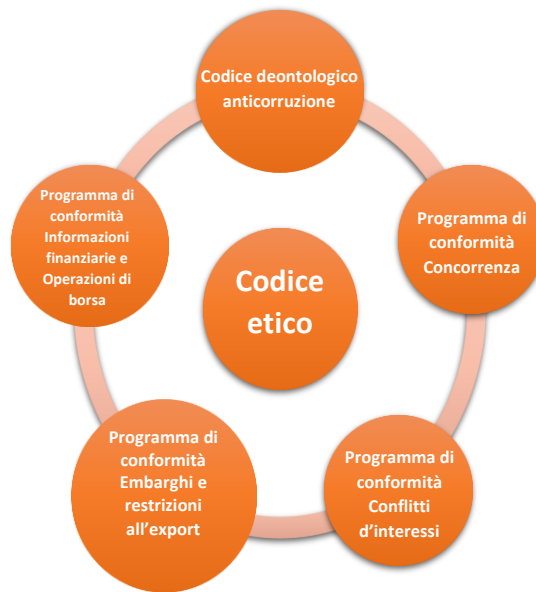 Codice deontologico
anticorruzione
Programma di
conformità
Informazioni
finanziarie e
Operazioni di
borsa
Programma di
conformità
Concorrenza
Codice
etico
Programma di
conformità
Embarghi e
restrizioni
all’export
Programma di
conformità
Conflitti
d’interessi